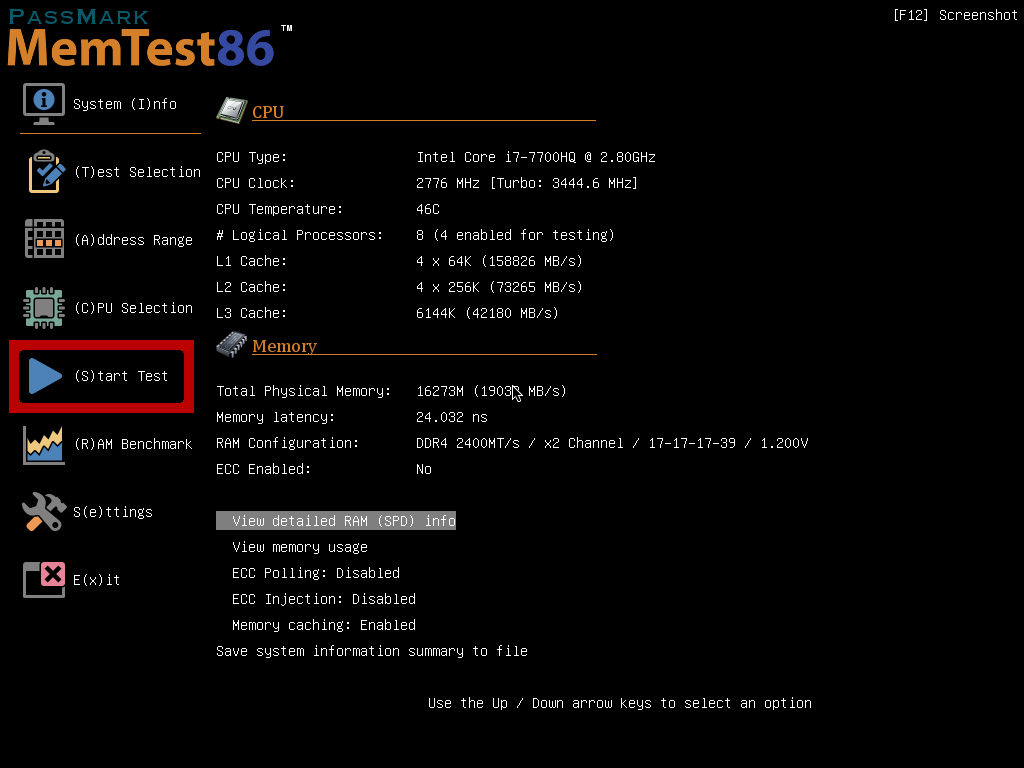 PASSMARK
MemTest86™
[F12] Screenshot
System (I)nfo
(T)est Selection
(A)ddress Range
(C)PU Selection
(S)tart Test
(R)AM Benchmark
S(e)ttings
E(x)it
CPU
CPU Type: Intel Core i7-7700HQ @ 2.80GHz
CPU Clock: 2776 MHz [Turbo: 3444.6 MHz]
CPU Temperature: 46C
# Logical Processors: 8 (4 enabled for testing)
L1 Cache: 4 x 64K (158826 MB/s)
L2 Cache: 4 x 256K (73265 MB/s)
L3 Cache: 6144K (42180 MB/s)
Memory
Total Physical Memory: 16273M MB/s)
Memory latency: 24.032 ns
RAM Configuration: DDR4 2400MT/s / x2 Channel / 17-17-17-39 / 1.200V
ECC Enabled: No
View detailed RAM (SPD) info
View memory usage
ECC Polling: Disabled
ECC Injection: Disabled
Memory caching: Enabled
Save system information summary to file
Use the Up / Down arrow keys to select an option